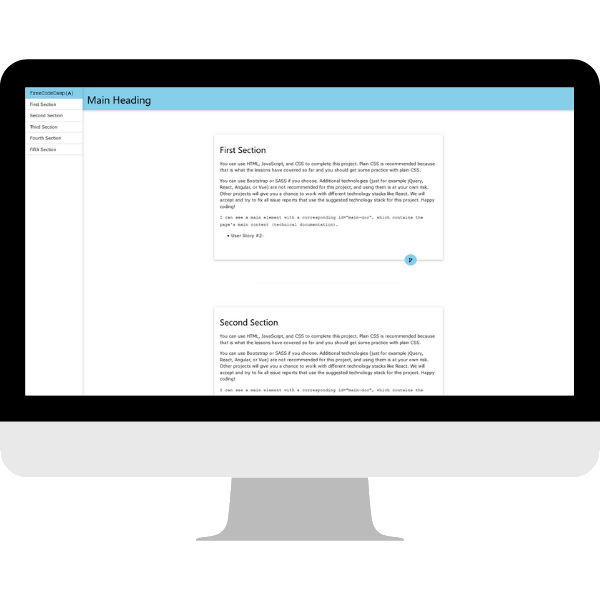 freeCodeCamp(🔥)
First Section
Second Section
Third Section
Fourth Section
Fifth Section
Main Heading
First Section
You can use HTML, JavaScript, and CSS to complete this project. Plain CSS is recommended because
that is what the lessons have covered so far and you should get some practice with plain CSS.
You can use Bootstrap or SASS if you choose. Additional technologies (just for example jQuery,
React, Angular, or Vue) are not recommended for this project, and using them is at your own risk.
Other projects will give you a chance to work with different technology stacks like React. We will
accept and try to fix all issue reports that use the suggested technology stack for this project. Happy
coding!
I can see a main element with a corresponding id="main-doc", which contains the
page's main content (technical documentation).
• User Story #2:
Second Section
You can use HTML, JavaScript, and CSS to complete this project. Plain CSS is recommended because
that is what the lessons have covered so far and you should get some practice with plain CSS.
You can use Bootstrap or SASS if you choose. Additional technologies (just for example jQuery,
React, Angular, or Vue) are not recommended for this project, and using them is at your own risk.
Other projects will give you a chance to work with different technology stacks like React. We will
accept and try to fix all issue reports that use the suggested technology stack for this project. Happy
coding!
I can see a main element with a corresponding id="main-doc", which contains the